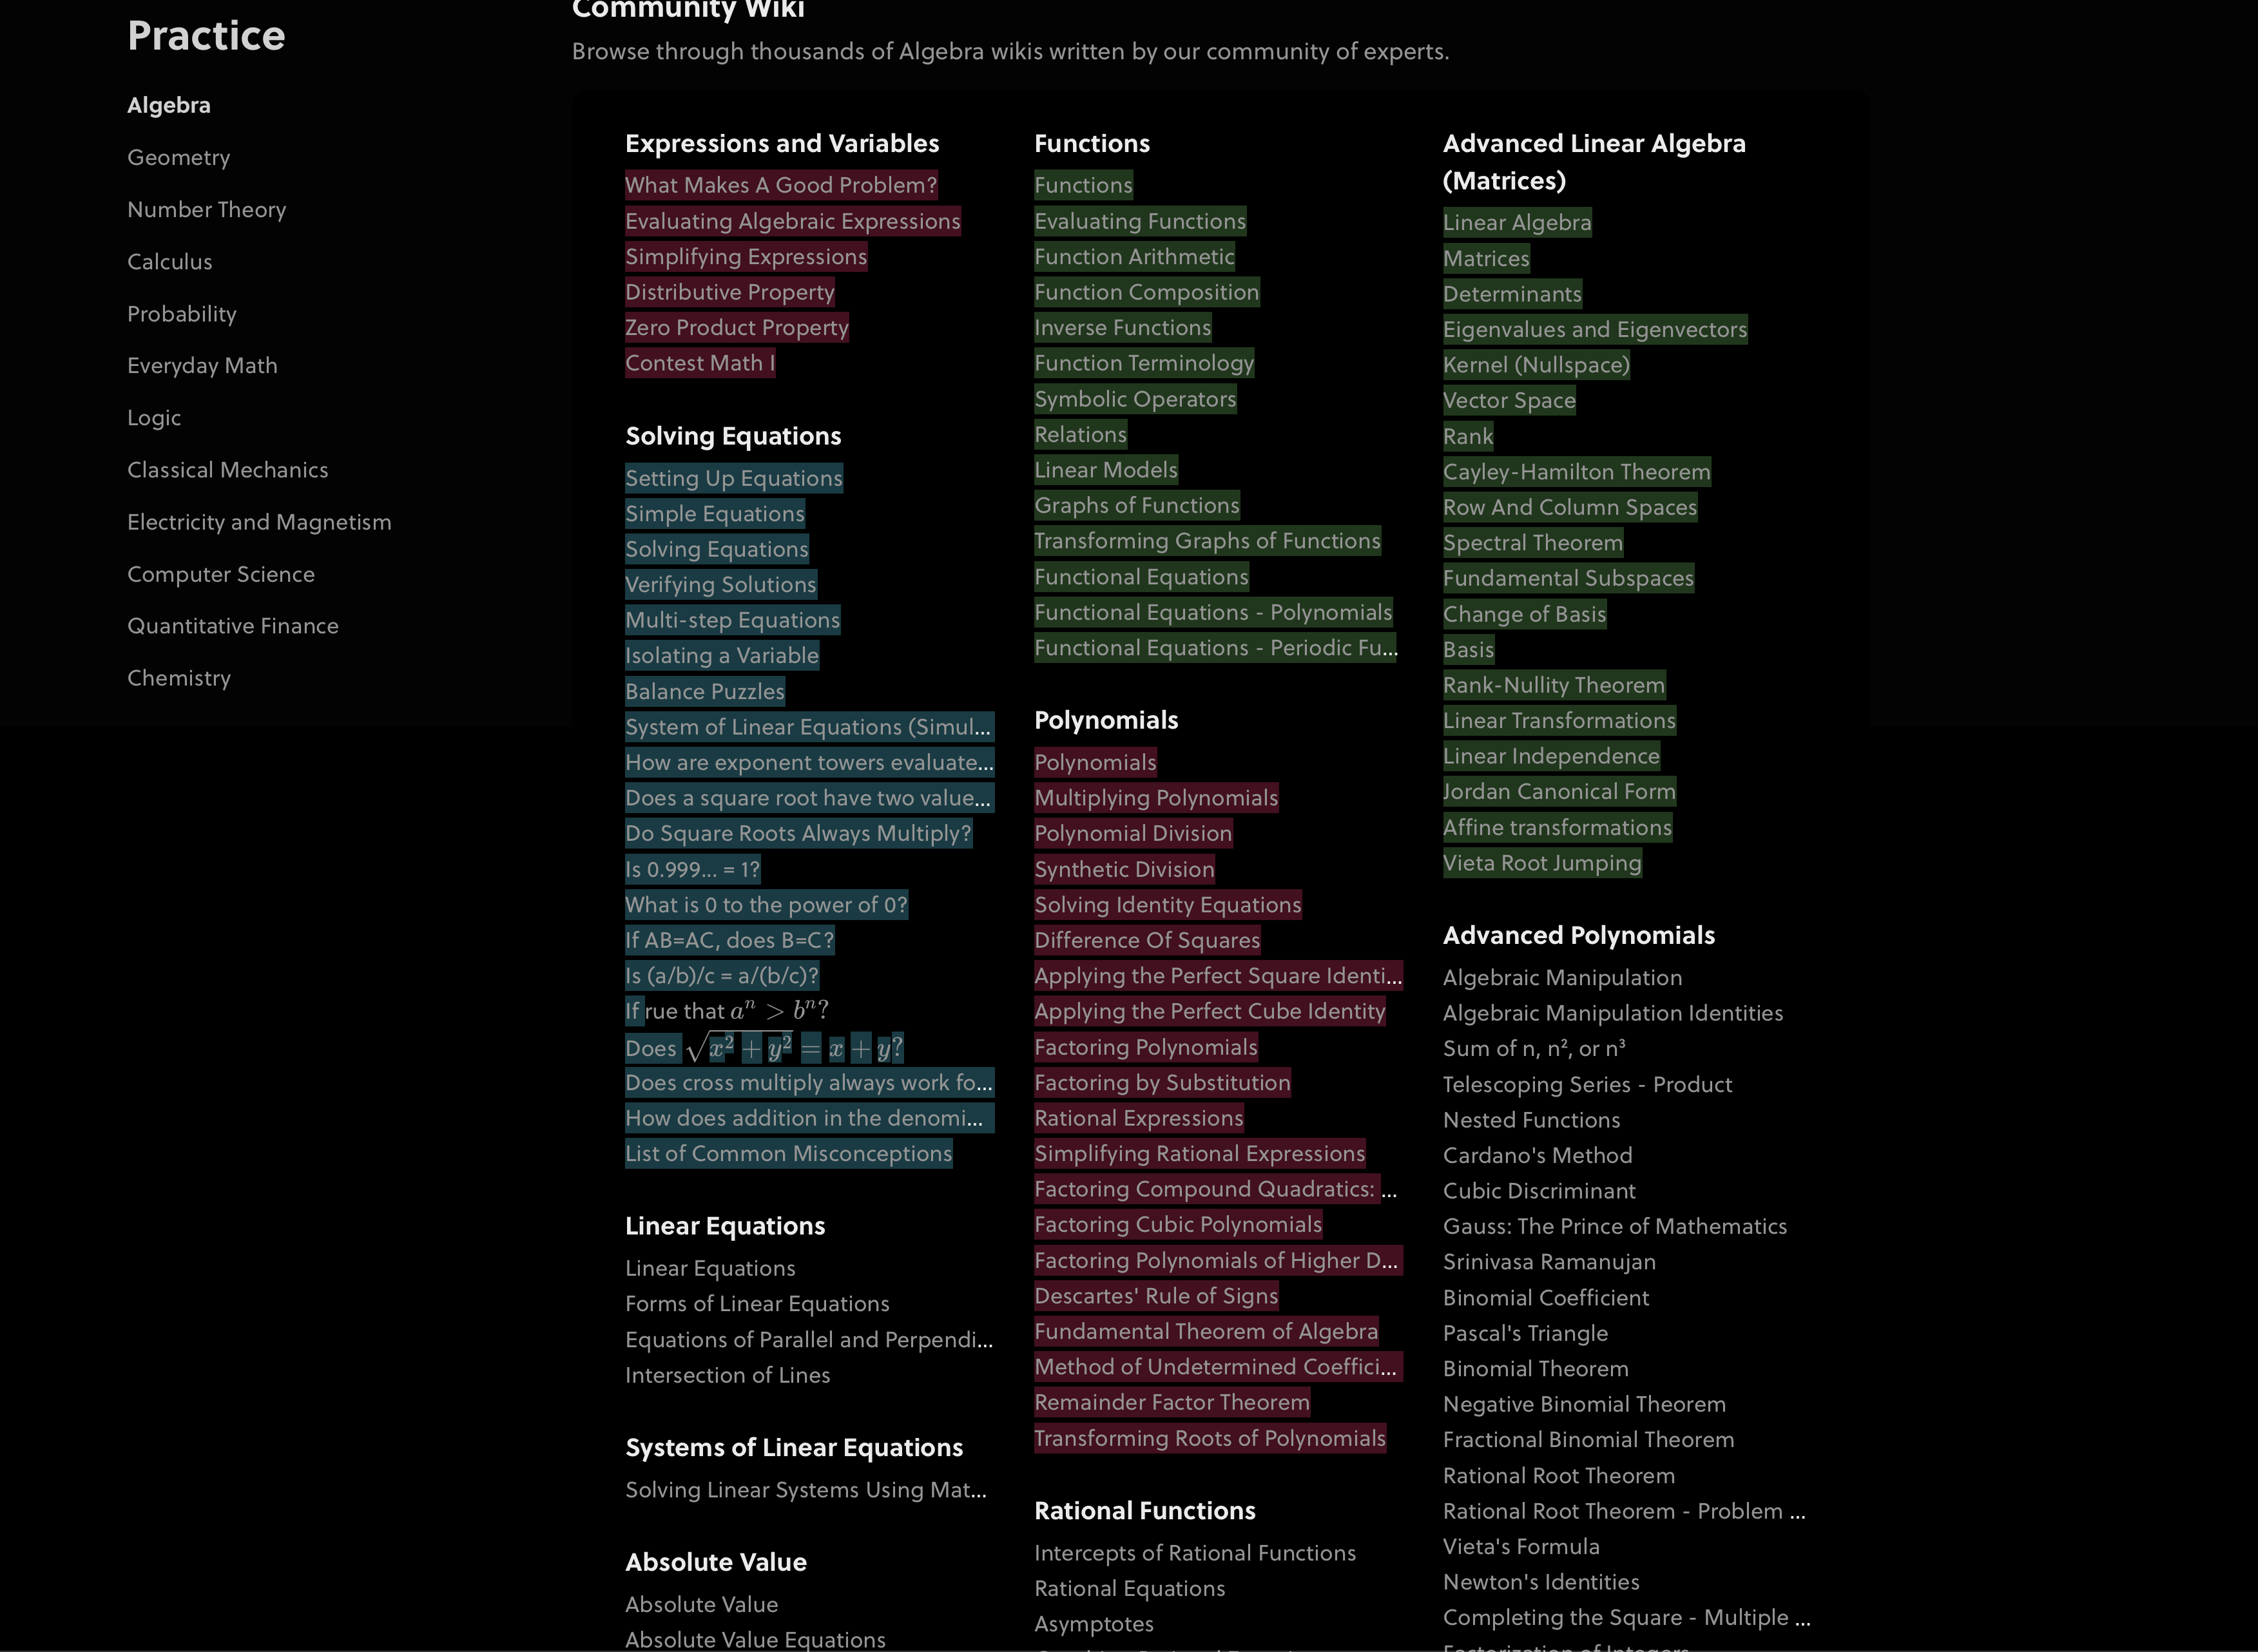 Practice
Algebra
Geometry
Number Theory
Calculus
Probability
Everyday Math
Logic
Classical Mechanics
Electricity and Magnetism
Computer Science
Quantitative Finance
Chemistry
Community Wiki
Browse through thousands of Algebra wikis written by our community of experts.
Expressions and Variables
What Makes A Good Problem?
Evaluating Algebraic Expressions
Simplifying Expressions
Distributive Property
Zero Product Property
Contest Math I
Solving Equations
Setting Up Equations
Simple Equations
Solving Equations
Verifying Solutions
Multi-step Equations
Isolating a Variable
Balance Puzzles
System of Linear Equations (Simul...
How are exponent towers evaluate...
Does a square root have two value...
Do Square Roots Always Multiply?
Is 0.999... = 1?
What is 0 to the power of 0?
If AB=AC, does B=C?
Is (a/b)/c = a/(b/c)?
If rue that aⁿ > bⁿ?
Does √(x² + y²) = x + y?
Does cross multiply always work fo...
How does addition in the denomi...
List of Common Misconceptions
Linear Equations
Linear Equations
Forms of Linear Equations
Equations of Parallel and Perpendi...
Intersection of Lines
Systems of Linear Equations
Solving Linear Systems Using Mat...
Absolute Value
Absolute Value
Absolute Value Equations
Functions
Functions
Evaluating Functions
Function Arithmetic
Function Composition
Inverse Functions
Function Terminology
Symbolic Operators
Relations
Linear Models
Graphs of Functions
Transforming Graphs of Functions
Functional Equations
Functional Equations - Polynomials
Functional Equations - Periodic Fu...
Polynomials
Polynomials
Multiplying Polynomials
Polynomial Division
Synthetic Division
Solving Identity Equations
Difference Of Squares
Applying the Perfect Square Identi...
Applying the Perfect Cube Identity
Factoring Polynomials
Factoring by Substitution
Rational Expressions
Simplifying Rational Expressions
Factoring Compound Quadratics: ...
Factoring Cubic Polynomials
Factoring Polynomials of Higher D...
Descartes' Rule of Signs
Fundamental Theorem of Algebra
Method of Undetermined Coeffici...
Remainder Factor Theorem
Transforming Roots of Polynomials
Rational Functions
Intercepts of Rational Functions
Rational Equations
Asymptotes
Advanced Linear Algebra
(Matrices)
Linear Algebra
Matrices
Determinants
Eigenvalues and Eigenvectors
Kernel (Nullspace)
Vector Space
Rank
Cayley-Hamilton Theorem
Row And Column Spaces
Spectral Theorem
Fundamental Subspaces
Change of Basis
Basis
Rank-Nullity Theorem
Linear Transformations
Linear Independence
Jordan Canonical Form
Affine transformations
Vieta Root Jumping
Advanced Polynomials
Algebraic Manipulation
Algebraic Manipulation Identities
Sum of n, n², or n³
Telescoping Series - Product
Nested Functions
Cardano's Method
Cubic Discriminant
Gauss: The Prince of Mathematics
Srinivasa Ramanujan
Binomial Coefficient
Pascal's Triangle
Binomial Theorem
Negative Binomial Theorem
Fractional Binomial Theorem
Rational Root Theorem
Rational Root Theorem - Problem ...
Vieta's Formula
Newton's Identities
Completing the Square - Multiple ...
Factorization of Integers